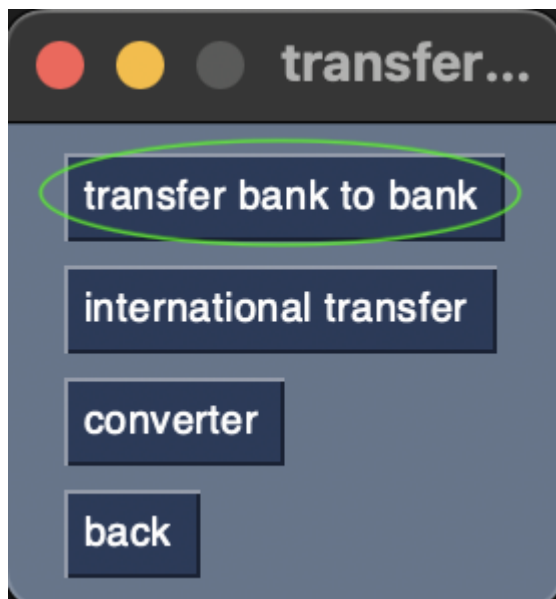 transfer...
transfer bank to bank
international transfer
converter
back